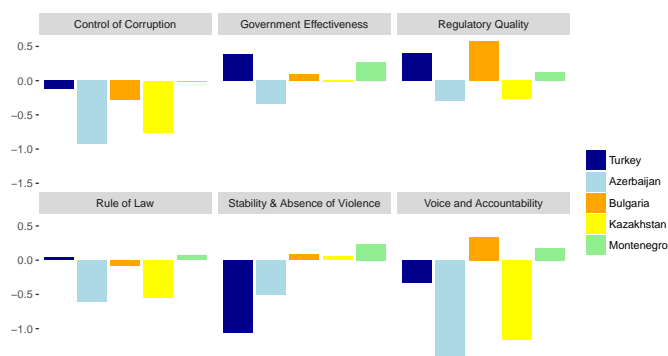 Control of Corruption
Government Effectiveness
Regulatory Quality
0.5
0.0
−0.5
−1.0
−1.5
Rule of Law
Stability & Absence of Violence
Voice and Accountability
0.5
0.0
−0.5
−1.0
Turkey
Azerbaijan
Bulgaria
Kazakhstan
Montenegro